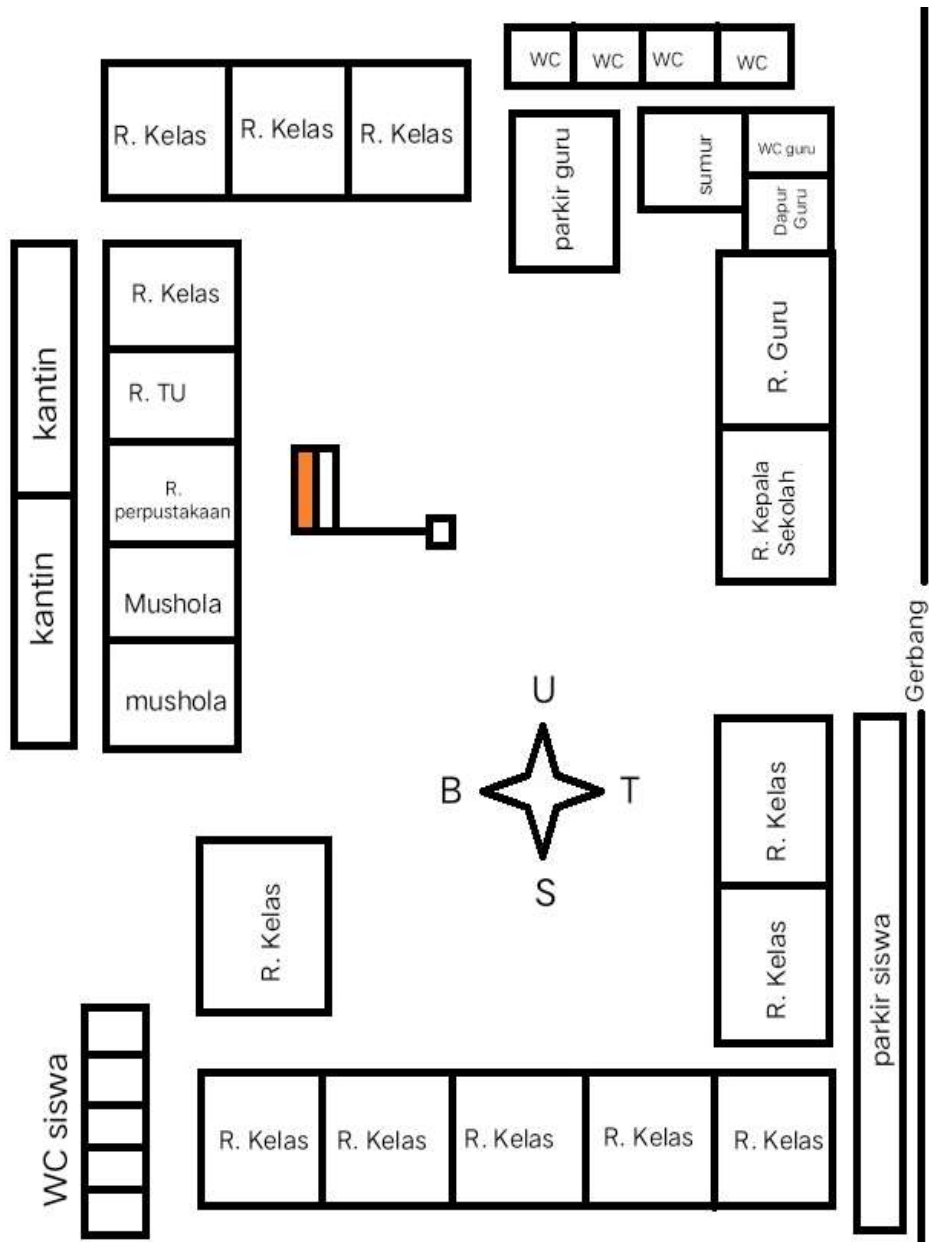 WC
WC
WC
WC
R. Kelas
R. Kelas
R. Kelas
parkir guru
sumur
WC guru
Dapur
Guru
kantin
R. Kelas
R. Guru
R. TU
R.
perpustakaan
R. Kepala
Sekolah
kantin
Mushola
Gerbang
mushola
U
B
T
S
R. Kelas
R. Kelas
R. Kelas
parkir siswa
WC siswa
R. Kelas
R. Kelas
R. Kelas
R. Kelas
R. Kelas